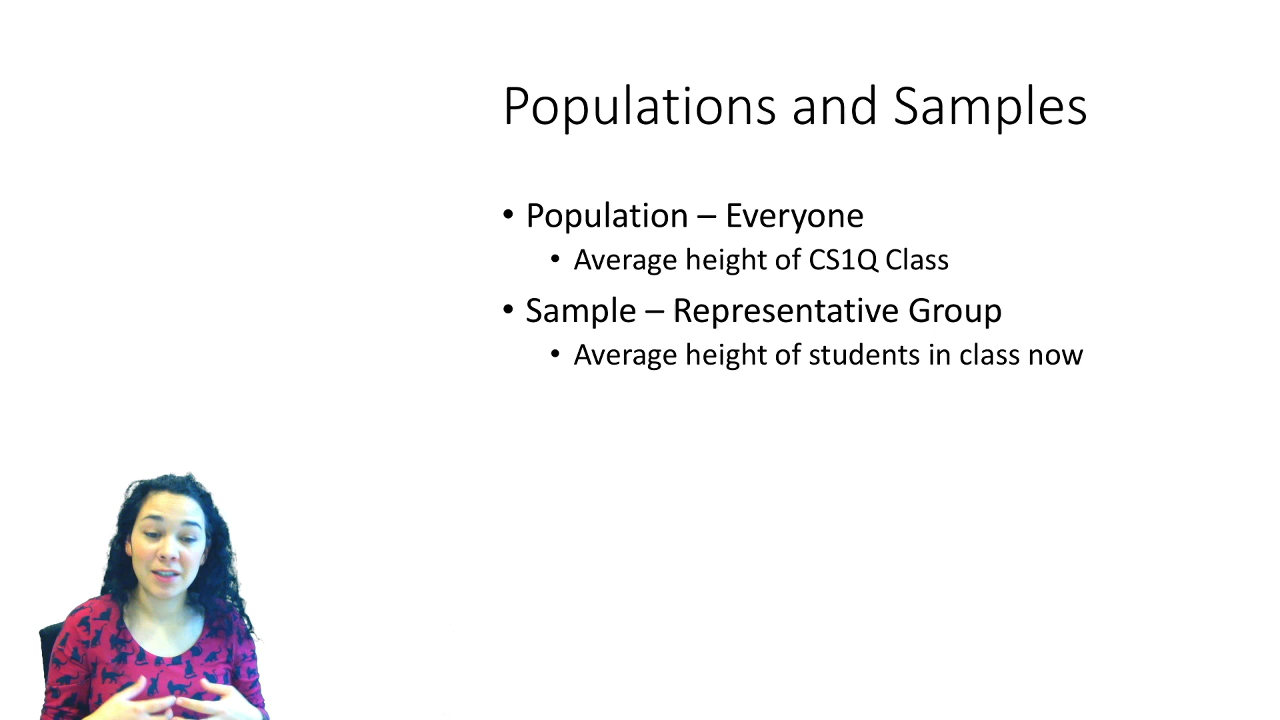 Populations and Samples
• Population – Everyone
• Average height of CS1Q Class
• Sample – Representative Group
• Average height of students in class now